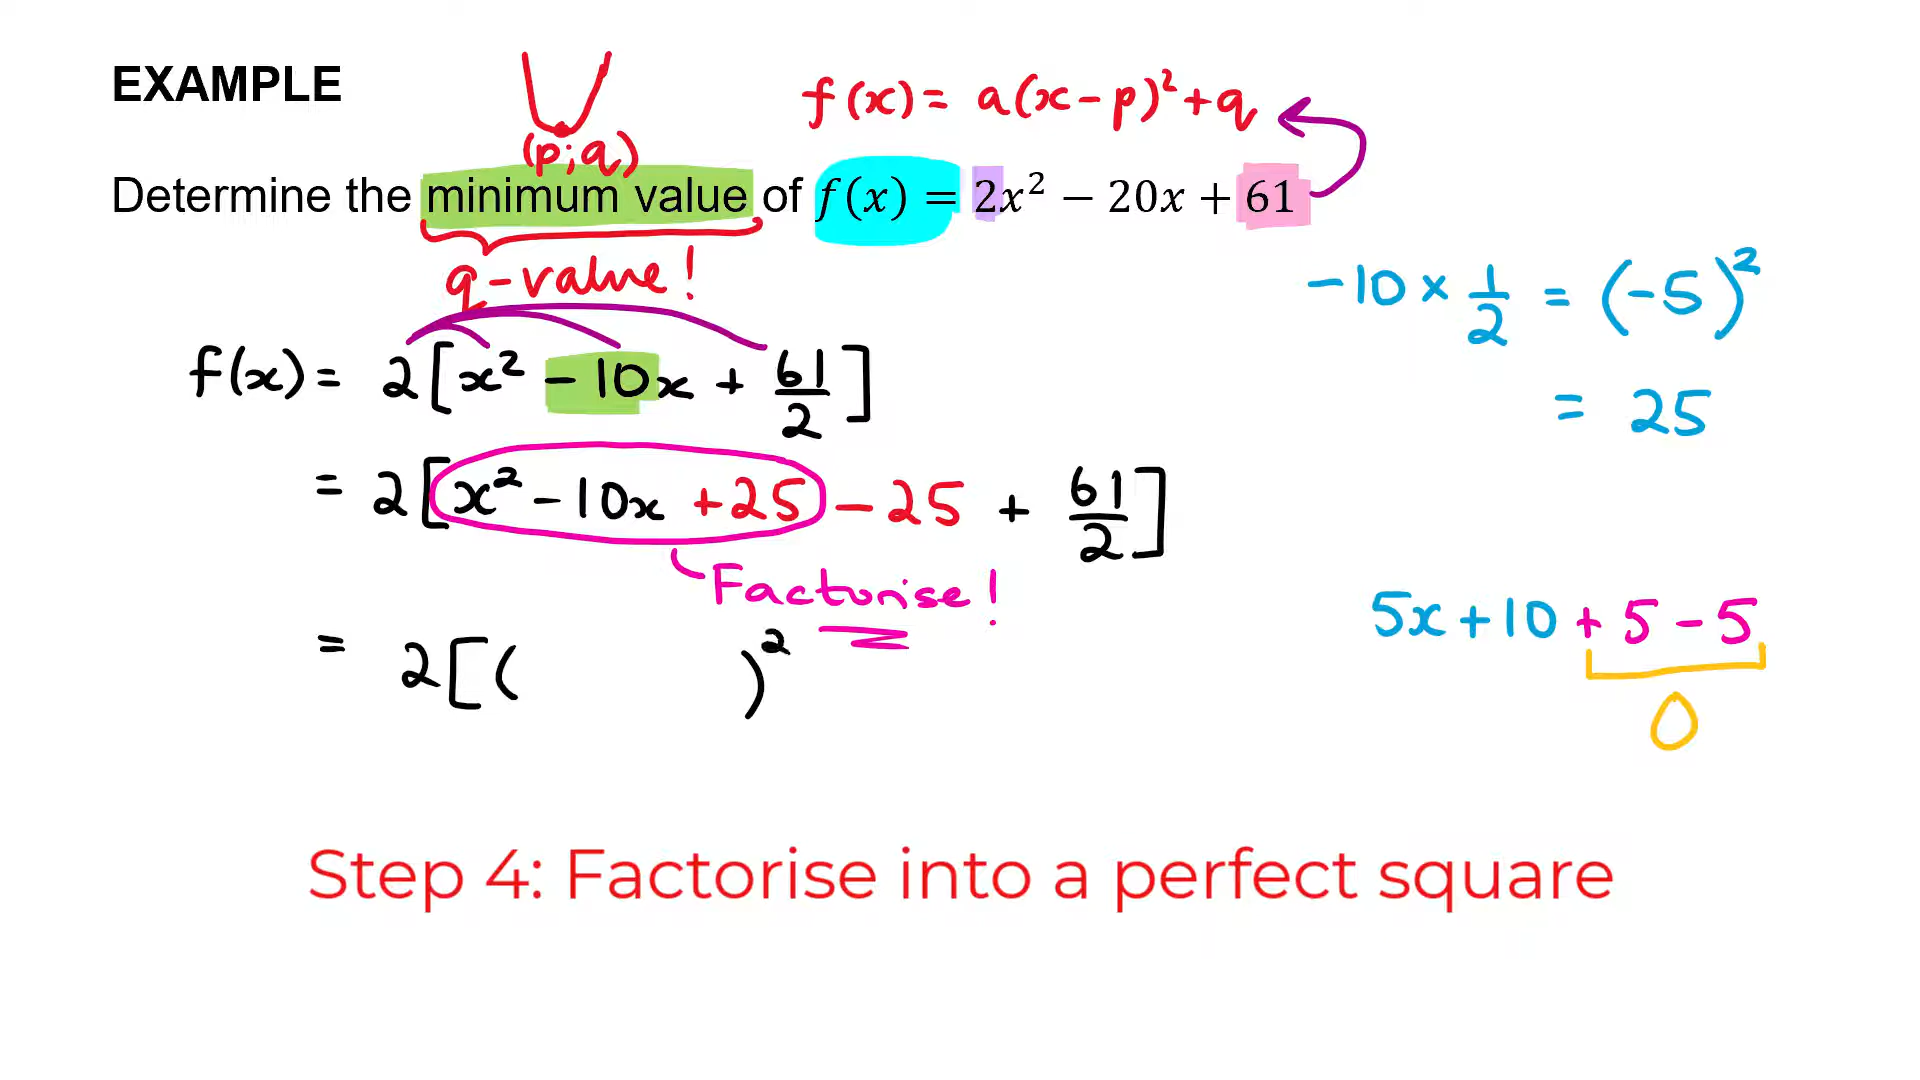 EXAMPLE
f(x) = a(x-p)²+q
(p;q)
Determine the minimum value of f(x) = 2x² − 20x + 61
q-value!
-10 × 1/2 = (-5)²
= 25
f(x) = 2[x² - 10x + 61/2]
= 2[x² - 10x + 25 - 25 + 61/2]
Factorise!
5x + 10 + 5 - 5
0
= 2[( )²
Step 4: Factorise into a perfect square